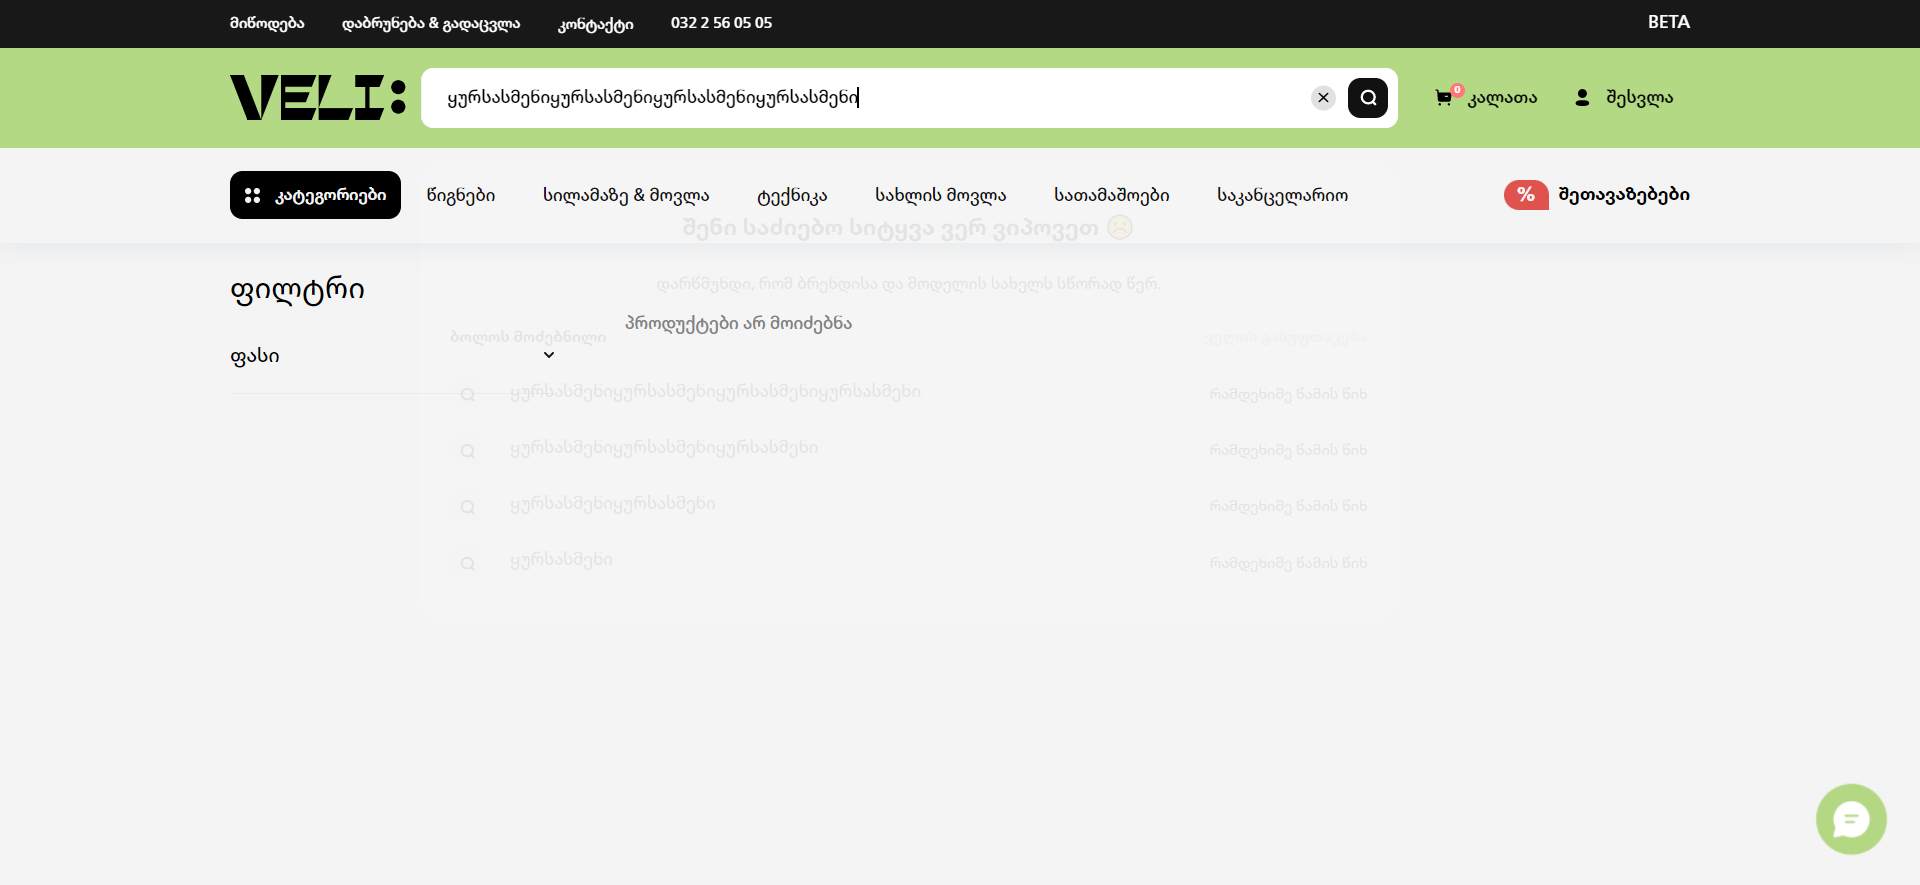 მიწოდება დაბრუნება & გადაცვლა კონტაქტი 032 2 56 05 05 BETA
VELI:
ყურსასმენიყურსასმენიყურსასმენიყურსასმენი
0 კალათა შესვლა
კატეგორიები წიგნები სილამაზე & მოვლა ტექნიკა სახლის მოვლა სათამაშოები საკანცელარიო % შეთავაზებები
შენი საძიებო სიტყვა ვერ ვიპოვეთ
ფილტრი
დარწმუნდი, რომ ბრენდისა და მოდელის სახელს სწორად წერ.
პროდუქტები არ მოიძებნა
ბოლოს მოძებნილი ველის გასუფთავება
ფასი
ყურსასმენიყურსასმენიყურსასმენიყურსასმენი რამდენიმე წამის წინ
ყურსასმენიყურსასმენიყურსასმენი რამდენიმე წამის წინ
ყურსასმენიყურსასმენი რამდენიმე წამის წინ
ყურსასმენი რამდენიმე წამის წინ